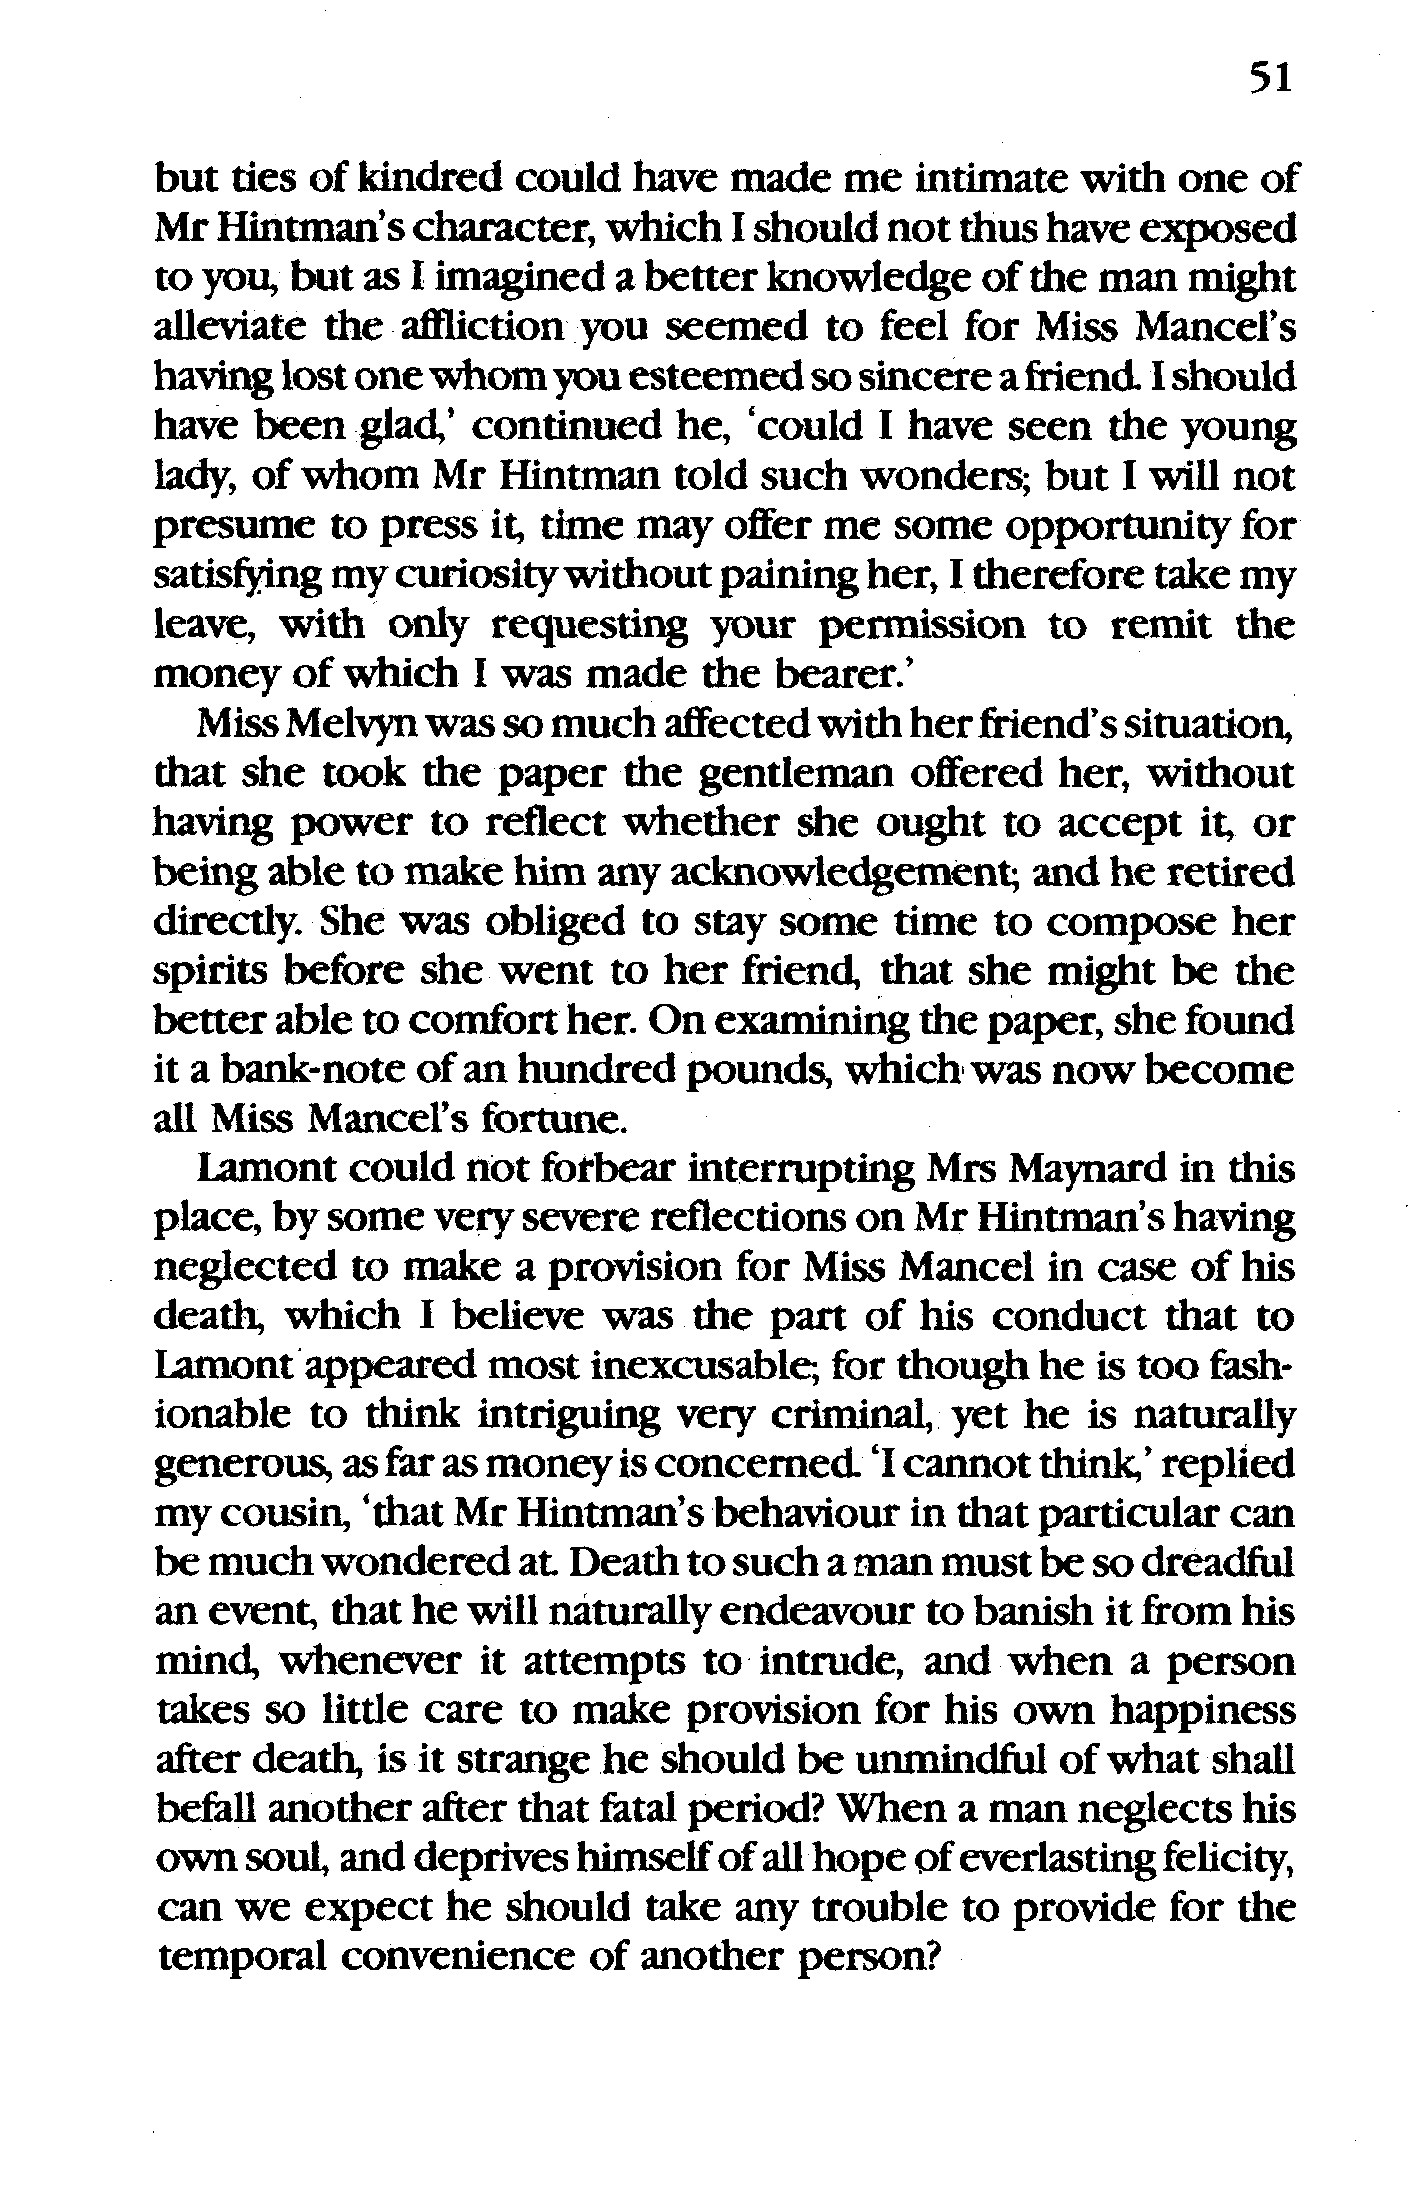 51
but ties of kindred could have made me intimate with one of
Mr Hintman's character, which I should not thus have exposed
to you, but as I imagined a better knowledge of the man might
alleviate the affliction you seemed to feel for Miss Mancel's
having lost one whom you esteemed so sincere a friend. I should
have been glad,' continued he, 'could I have seen the young
lady, of whom Mr Hintman told such wonders; but I will not
presume to press it, time may offer me some opportunity for
satisfying my curiosity without paining her, I therefore take my
leave, with only requesting your permission to remit the
money of which I was made the bearer.'
Miss Melvyn was so much affected with her friend's situation,
that she took the paper the gentleman offered her, without
having power to reflect whether she ought to accept it, or
being able to make him any acknowledgement; and he retired
directly. She was obliged to stay some time to compose her
spirits before she went to her friend, that she might be the
better able to comfort her. On examining the paper, she found
it a bank-note of an hundred pounds, which was now become
all Miss Mancel's fortune.
Lamont could not forbear interrupting Mrs Maynard in this
place, by some very severe reflections on Mr Hintman's having
neglected to make a provision for Miss Mancel in case of his
death, which I believe was the part of his conduct that to
Lamont appeared most inexcusable; for though he is too fash-
ionable to think intriguing very criminal, yet he is naturally
generous, as far as money is concerned. 'I cannot think,' replied
my cousin, 'that Mr Hintman's behaviour in that particular can
be much wondered at. Death to such a man must be so dreadful
an event, that he will naturally endeavour to banish it from his
mind, whenever it attempts to intrude, and when a person
takes so little care to make provision for his own happiness
after death, is it strange he should be unmindful of what shall
befall another after that fatal period? When a man neglects his
own soul, and deprives himself of all hope of everlasting felicity,
can we expect he should take any trouble to provide for the
temporal convenience of another person?